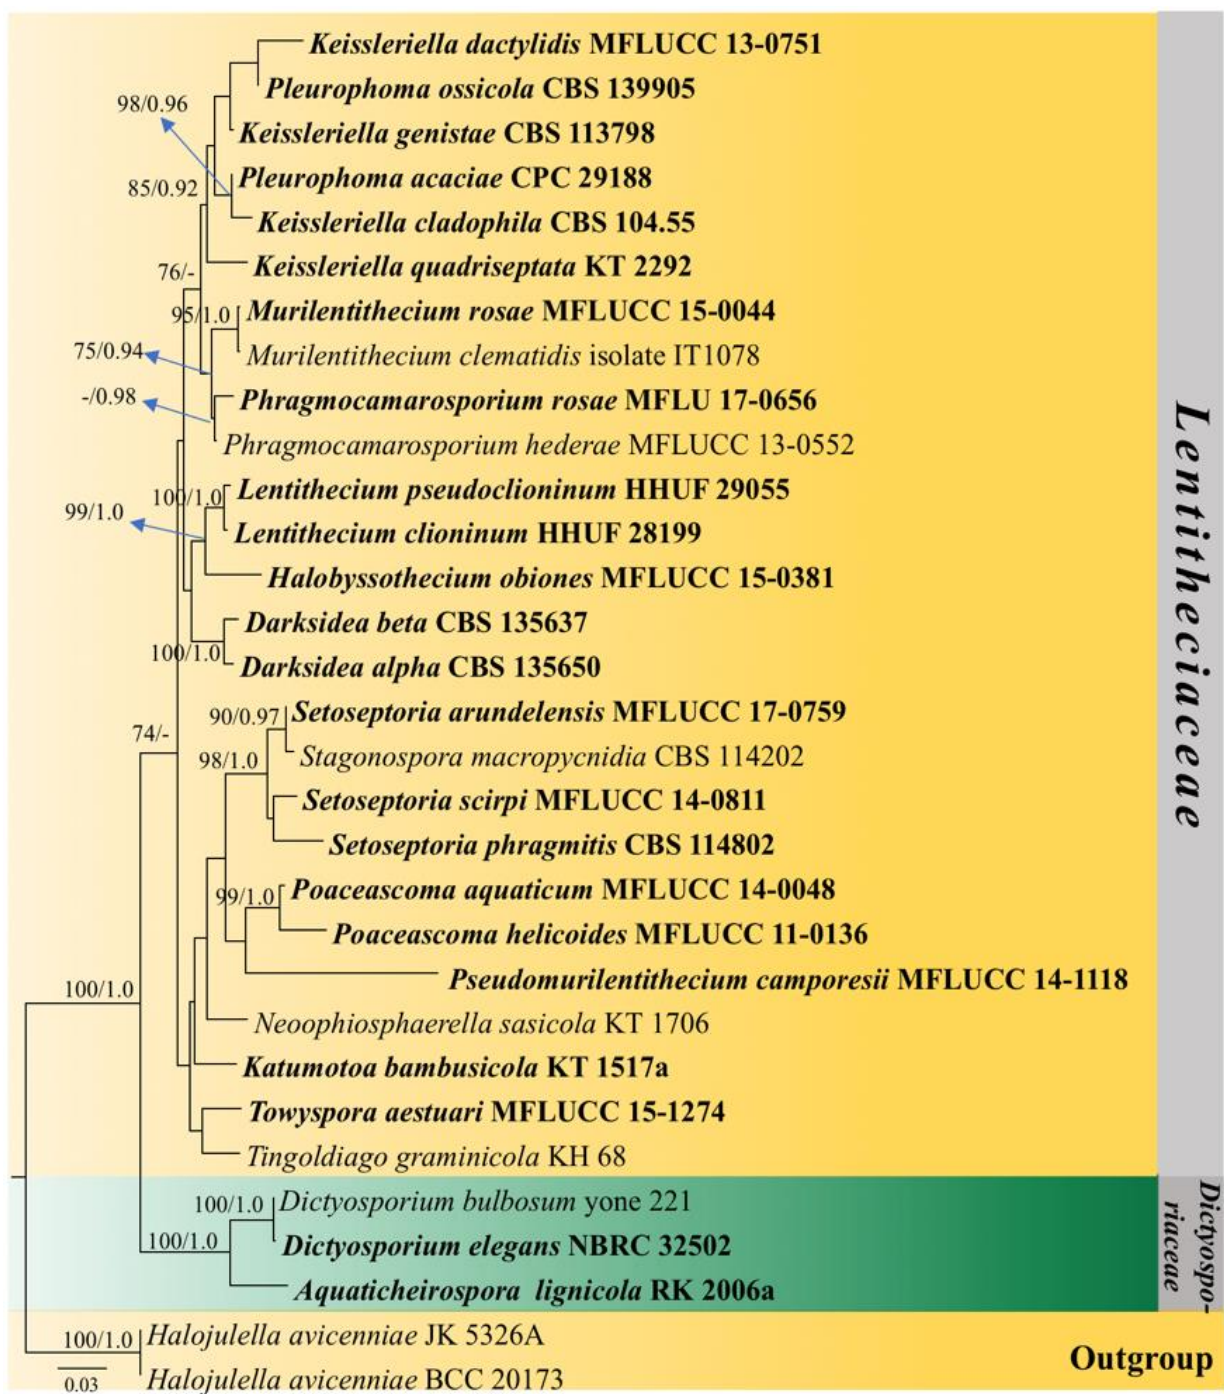 Keissleriella dactylidis MFLUCC 13-0751
Pleurophoma ossicola CBS 139905
98/0.96
Keissleriella genistae CBS 113798
Pleurophoma acaciae CPC 29188
85/0.92
Keissleriella cladophila CBS 104.55
Keissleriella quadriseptata KT 2292
76/-
Murilentithecium rosae MFLUCC 15-0044
95/1.0
Murilentithecium clematidis isolate IT1078
75/0.94
Phragmocamarosporium rosae MFLU 17-0656
-/0.98
Phragmocamarosporium hederae MFLUCC 13-0552
Lentithecium pseudoclioninum HHUF 29055
100/1.0
99/1.0
Lentithecium clioninum HHUF 28199
Halobyssothecium obiones MFLUCC 15-0381
Darksidea beta CBS 135637
100/1.0
Darksidea alpha CBS 135650
Setoseptoria arundelensis MFLUCC 17-0759
90/0.97
74/-
Stagonospora macropycnidia CBS 114202
98/1.0
Setoseptoria scirpi MFLUCC 14-0811
Setoseptoria phragmitis CBS 114802
Poaceascoma aquaticum MFLUCC 14-0048
99/1.0
Poaceascoma helicoides MFLUCC 11-0136
Pseudomurilentithecium camporesii MFLUCC 14-1118
100/1.0
Neoophiosphaerella sasicola KT 1706
Katumotoa bambusicola KT 1517a
Towyspora aestuari MFLUCC 15-1274
Tingoldiago graminicola KH 68
Lentitheciaceae
100/1.0
Dictyosporium bulbosum yone 221
100/1.0
Dictyosporium elegans NBRC 32502
Aquaticheirospora lignicola RK 2006a
Dictyospo-
riaceae
100/1.0
Halojulella avicenniae JK 5326A
Halojulella avicenniae BCC 20173
0.03
Outgroup